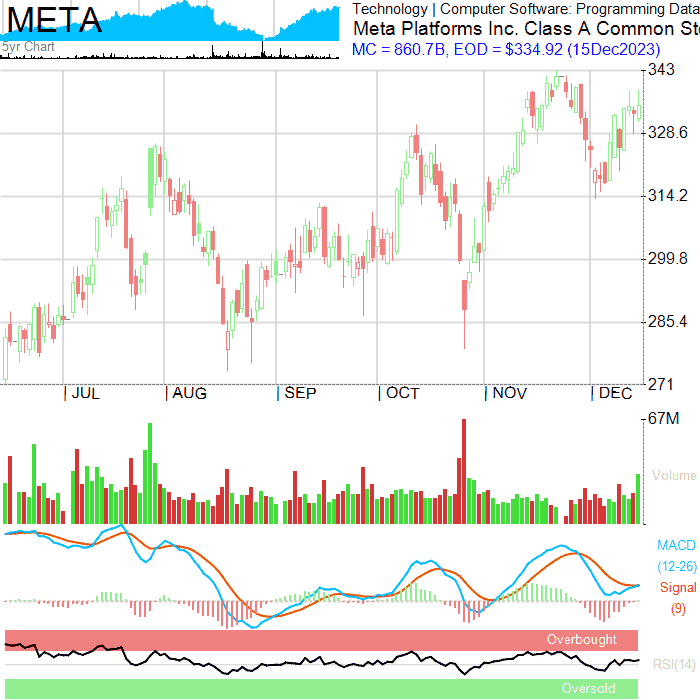 META
5yr Chart
Technology | Computer Software: Programming Data
Meta Platforms Inc. Class A Common Sto
MC = 860.7B, EOD = $334.92 (15Dec2023)
343
328.6
314.2
299.8
285.4
271
| JUL | AUG | SEP | OCT | NOV | DEC
67M
Volume
MACD
(12-26)
Signal
(9)
Overbought
RSI(14)
Oversold